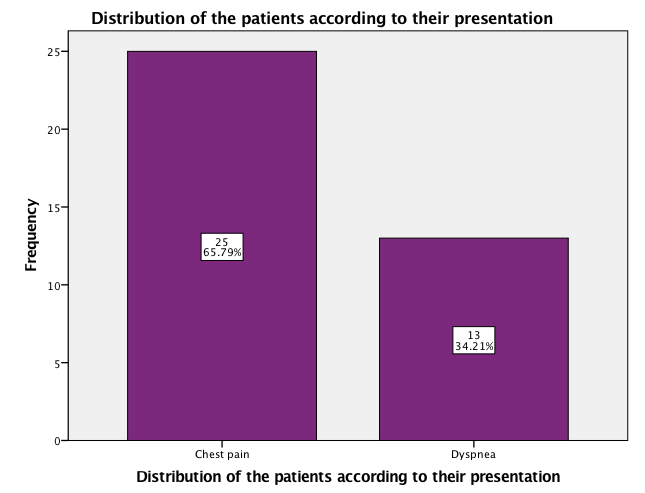 Distribution of the patients according to their presentation
Frequency
25
20
15
10
5
0
25
65.79%
13
34.21%
Chest pain
Dyspnea
Distribution of the patients according to their presentation